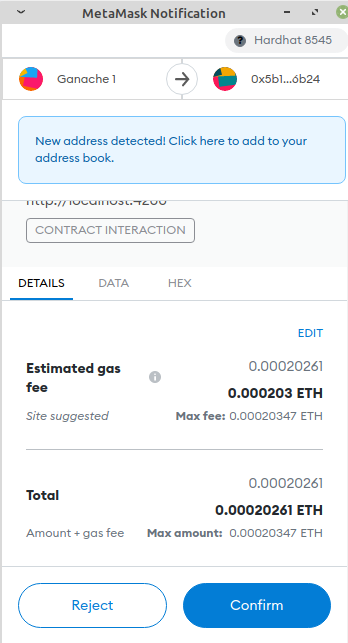 MetaMask Notification
Hardhat 8545
Ganache 1
0x5b1...6b24
New address detected! Click here to add to your
address book.
http://localhost:4200
CONTRACT INTERACTION
DETAILS
DATA
HEX
EDIT
Estimated gas
fee
0.00020261
0.000203 ETH
Site suggested
Max fee: 0.00020347 ETH
0.00020261
Total
0.00020261 ETH
Amount + gas fee
Max amount: 0.00020347 ETH
Reject
Confirm